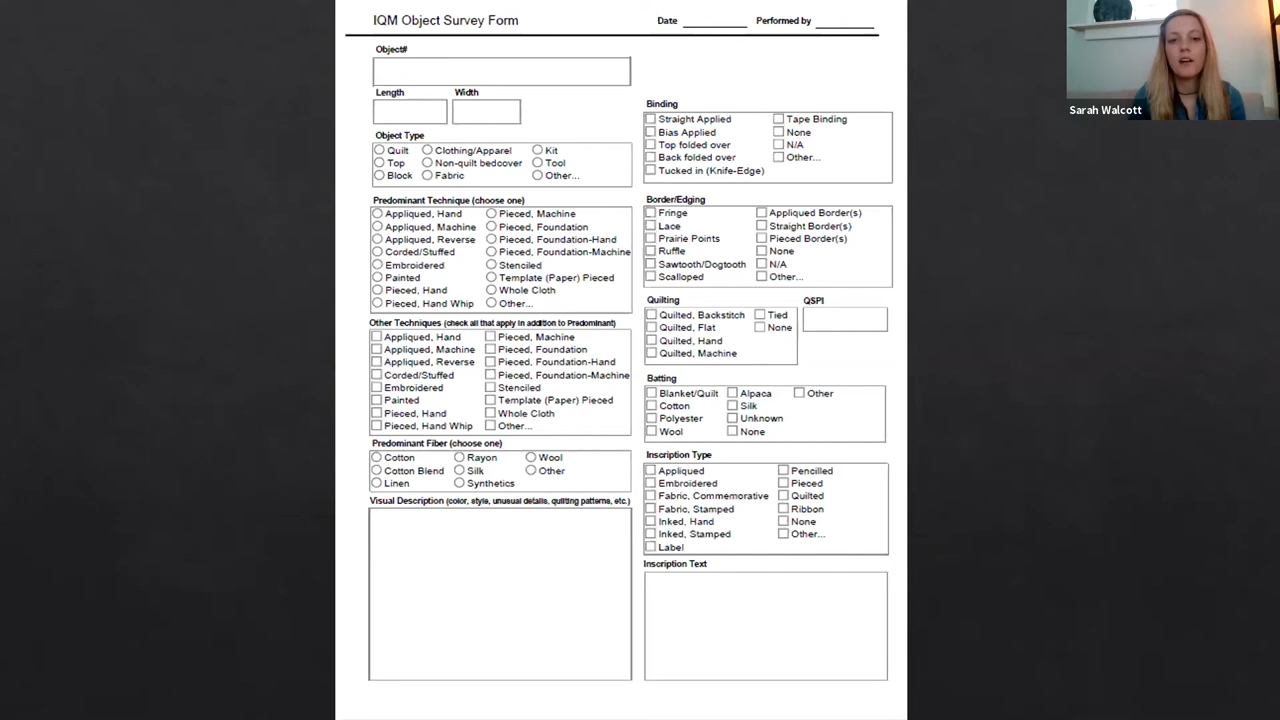 IQM Object Survey Form Date Performed by
Object#
Length Width
Object Type
Quilt Clothing/Apparel Kit
Top Non-quilt bedcover Tool
Block Fabric Other...
Predominant Technique (choose one)
Appliqued, Hand Pieced, Machine
Appliqued, Machine Pieced, Foundation
Appliqued, Reverse Pieced, Foundation-Hand
Corded/Stuffed Pieced, Foundation-Machine
Embroidered Stenciled
Painted Template (Paper) Pieced
Pieced, Hand Whole Cloth
Pieced, Hand Whip Other...
Other Techniques (check all that apply in addition to Predominant)
Appliqued, Hand Pieced, Machine
Appliqued, Machine Pieced, Foundation
Appliqued, Reverse Pieced, Foundation-Hand
Corded/Stuffed Pieced, Foundation-Machine
Embroidered Stenciled
Painted Template (Paper) Pieced
Pieced, Hand Whole Cloth
Pieced, Hand Whip Other...
Predominant Fiber (choose one)
Cotton Rayon Wool
Cotton Blend Silk Other
Linen Synthetics
Visual Description (color, style, unusual details, quilting patterns, etc.)
Binding
Straight Applied Tape Binding
Bias Applied None
Top folded over N/A
Back folded over Other...
Tucked in (Knife-Edge)
Border/Edging
Fringe Appliqued Border(s)
Lace Straight Border(s)
Prairie Points Pieced Border(s)
Ruffle None
Sawtooth/Dogtooth N/A
Scalloped Other...
Quilting QSPI
Quilted, Backstitch Tied
Quilted, Flat None
Quilted, Hand
Quilted, Machine
Batting
Blanket/Quilt Alpaca Other
Cotton Silk
Polyester Unknown
Wool None
Inscription Type
Appliqued Pencilled
Embroidered Pieced
Fabric, Commemorative Quilted
Fabric, Stamped Ribbon
Inked, Hand None
Inked, Stamped Other...
Label
Inscription Text
Sarah Walcott